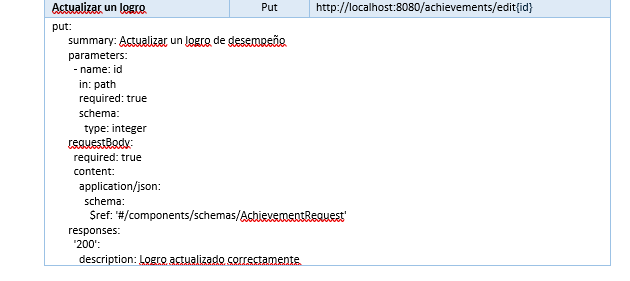 Actualizar un logro Put http://localhost:8080/achievements/edit{id}
put:
summary: Actualizar un logro de desempeño
parameters:
- name: id
in: path
required: true
schema:
type: integer
requestBody:
required: true
content:
application/json:
schema:
$ref: '#/components/schemas/AchievementRequest'
responses:
'200':
description: Logro actualizado correctamente